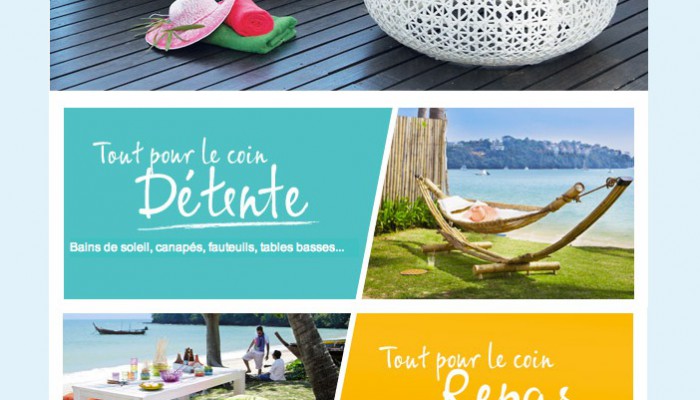 Tout pour le coin
Détente
Bains de soleil, canapés, fauteuils, tables basses...
Tout pour le coin
Repas